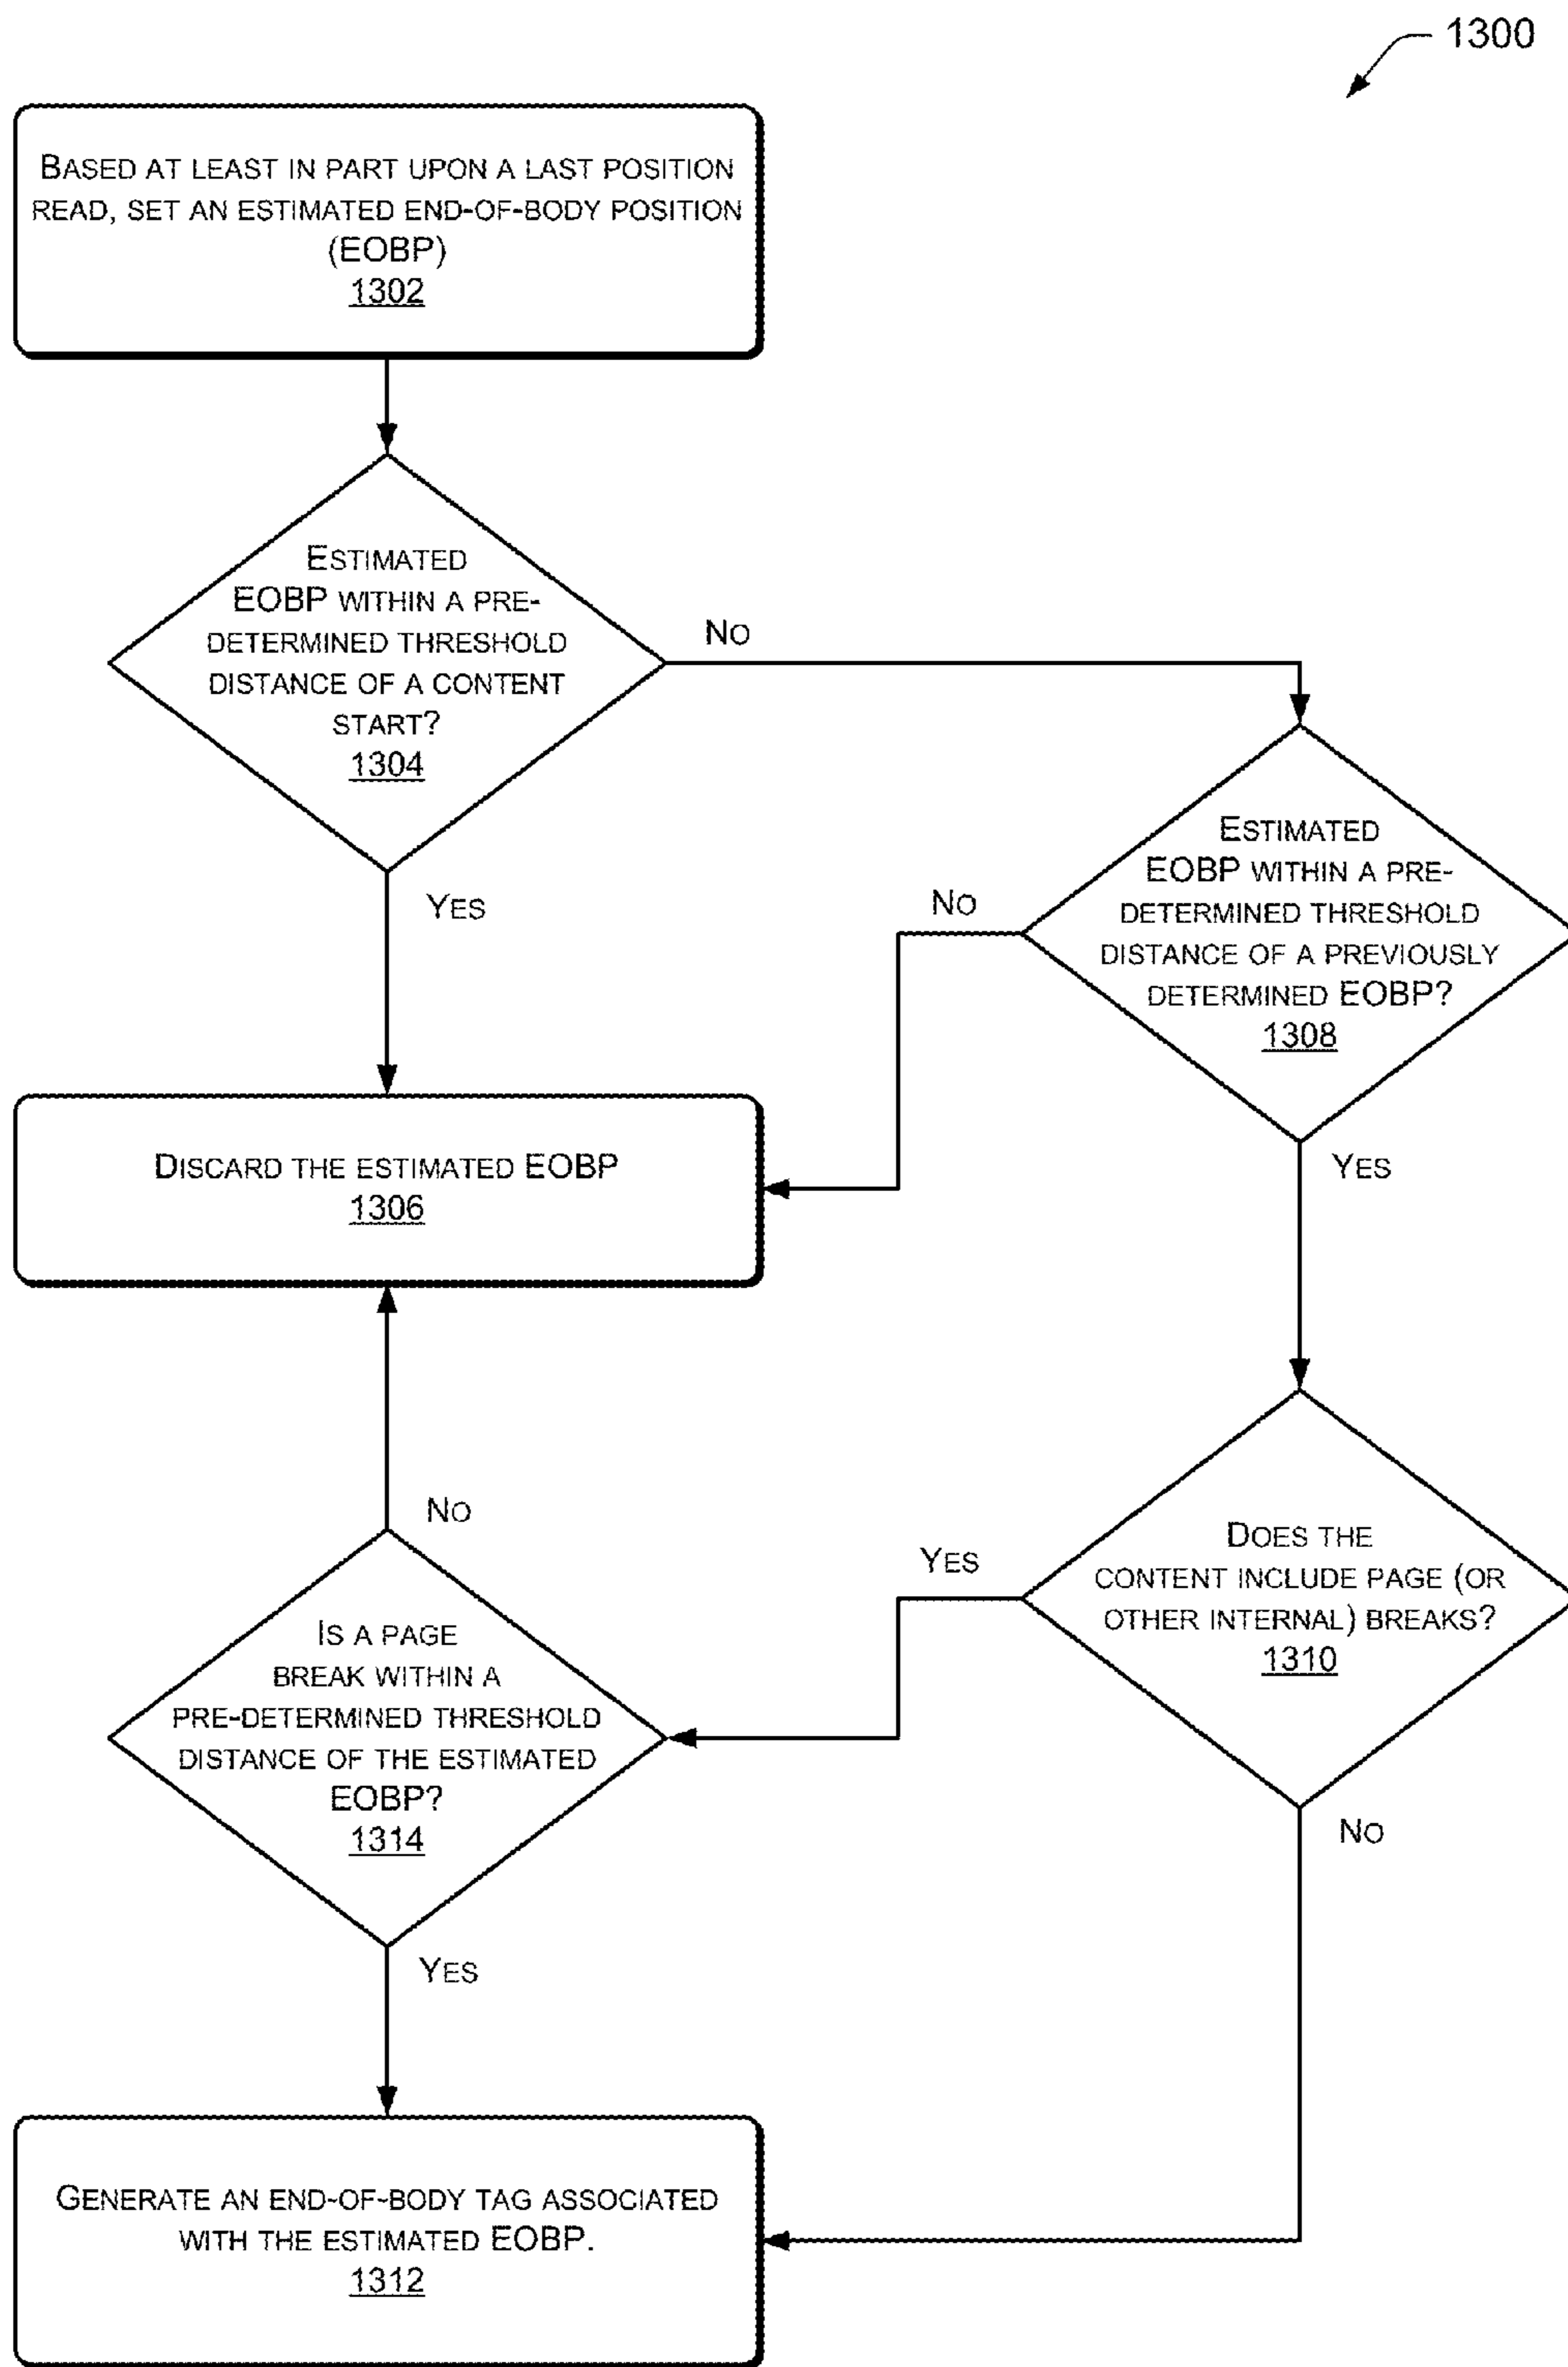 1300
BASED AT LEAST IN PART UPON A LAST POSITION
READ, SET AN ESTIMATED END-OF-BODY POSITION
(EOBP)
1302
ESTIMATED
EOBP WITHIN A PRE-
DETERMINED THRESHOLD
DISTANCE OF A CONTENT
START?
1304
NO
YES
ESTIMATED
EOBP WITHIN A PRE-
DETERMINED THRESHOLD
DISTANCE OF A PREVIOUSLY
DETERMINED EOBP?
1308
NO
YES
DISCARD THE ESTIMATED EOBP
1306
DOES THE
CONTENT INCLUDE PAGE (OR
OTHER INTERNAL) BREAKS?
1310
YES
NO
NO
IS A PAGE
BREAK WITHIN A
PRE-DETERMINED THRESHOLD
DISTANCE OF THE ESTIMATED
EOBP?
1314
YES
GENERATE AN END-OF-BODY TAG ASSOCIATED
WITH THE ESTIMATED EOBP.
1312